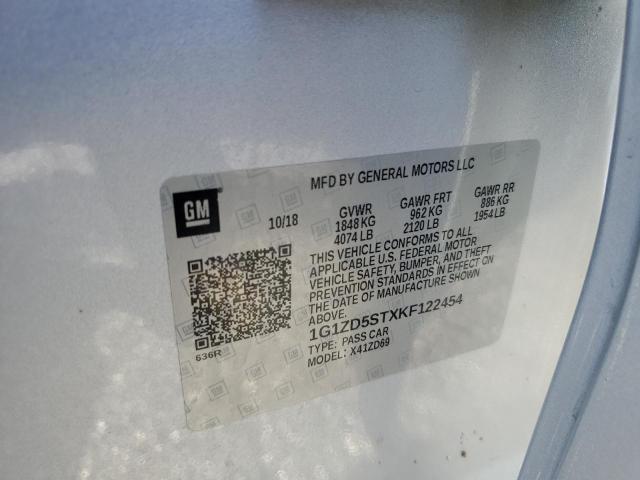 MFD BY GENERAL MOTORS LLC
GM
10/18
GVWR GAWR FRT GAWR RR
1848 KG 962 KG 886 KG
4074 LB 2120 LB 1954 LB
THIS VEHICLE CONFORMS TO ALL
APPLICABLE U.S. FEDERAL MOTOR
VEHICLE SAFETY, BUMPER, AND THEFT
PREVENTION STANDARDS IN EFFECT ON
THE DATE OF MANUFACTURE SHOWN
ABOVE.
1G1ZD5STXKF122454
TYPE: PASS CAR
MODEL: X41ZD69
636R